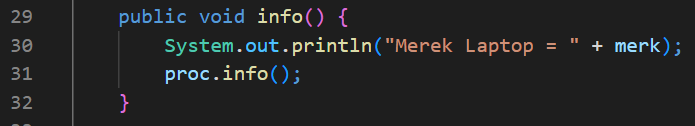 29 public void info() {
30 System.out.println("Merek Laptop = " + merk);
31 proc.info();
32 }